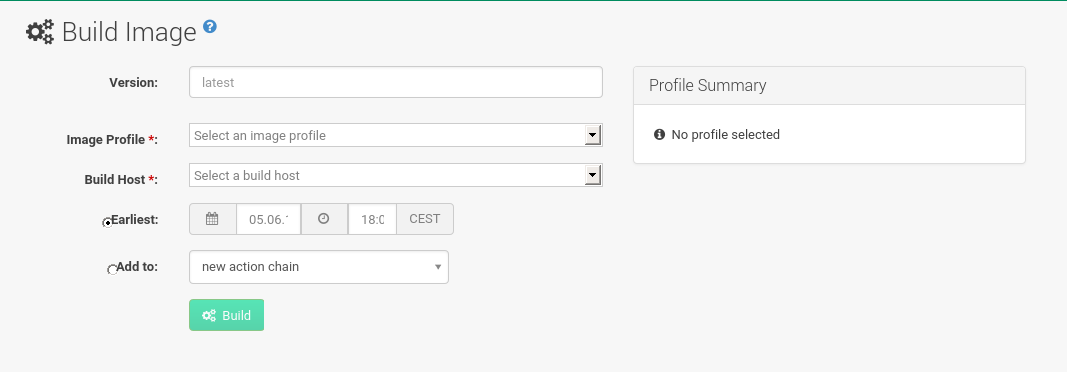 Build Image ?
Version: latest
Image Profile *: Select an image profile
Build Host *: Select a build host
Earliest: 05.06. 18:0 CEST
Add to: new action chain
Build
Profile Summary
No profile selected